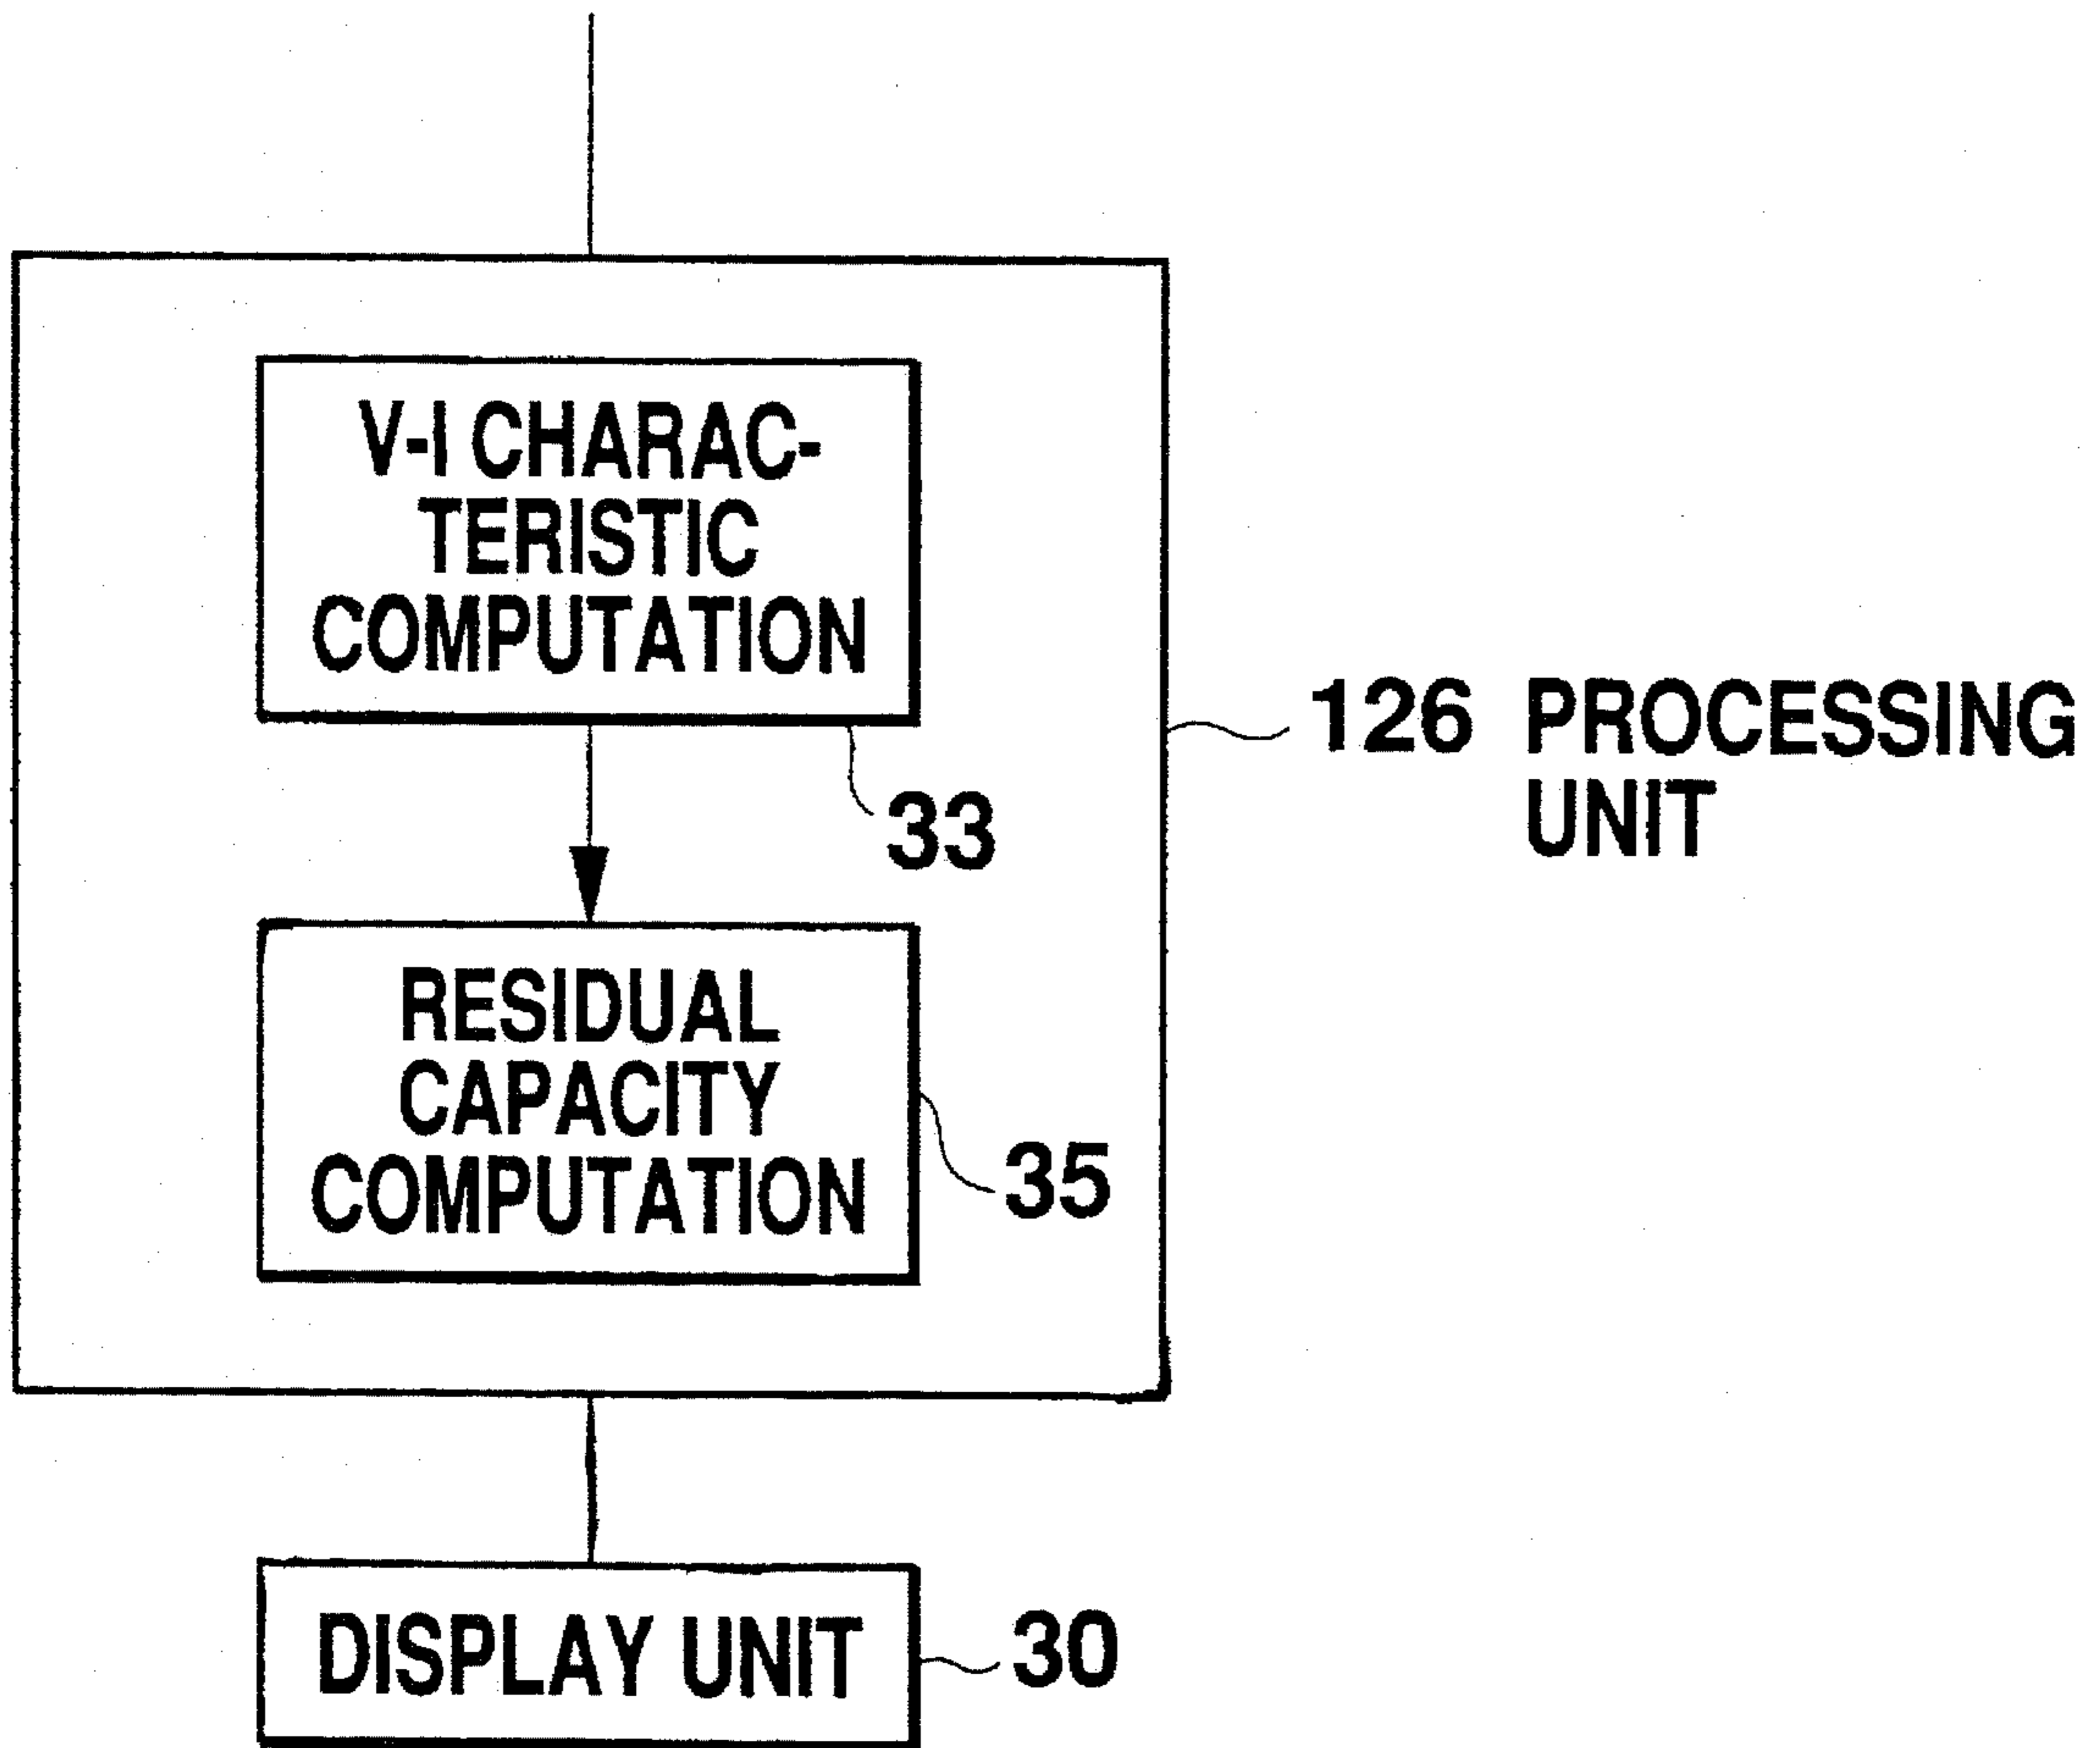 V-I CHARAC-
TERISTIC
COMPUTATION
126 PROCESSING
UNIT
33
RESIDUAL
CAPACITY
COMPUTATION
35
DISPLAY UNIT
30